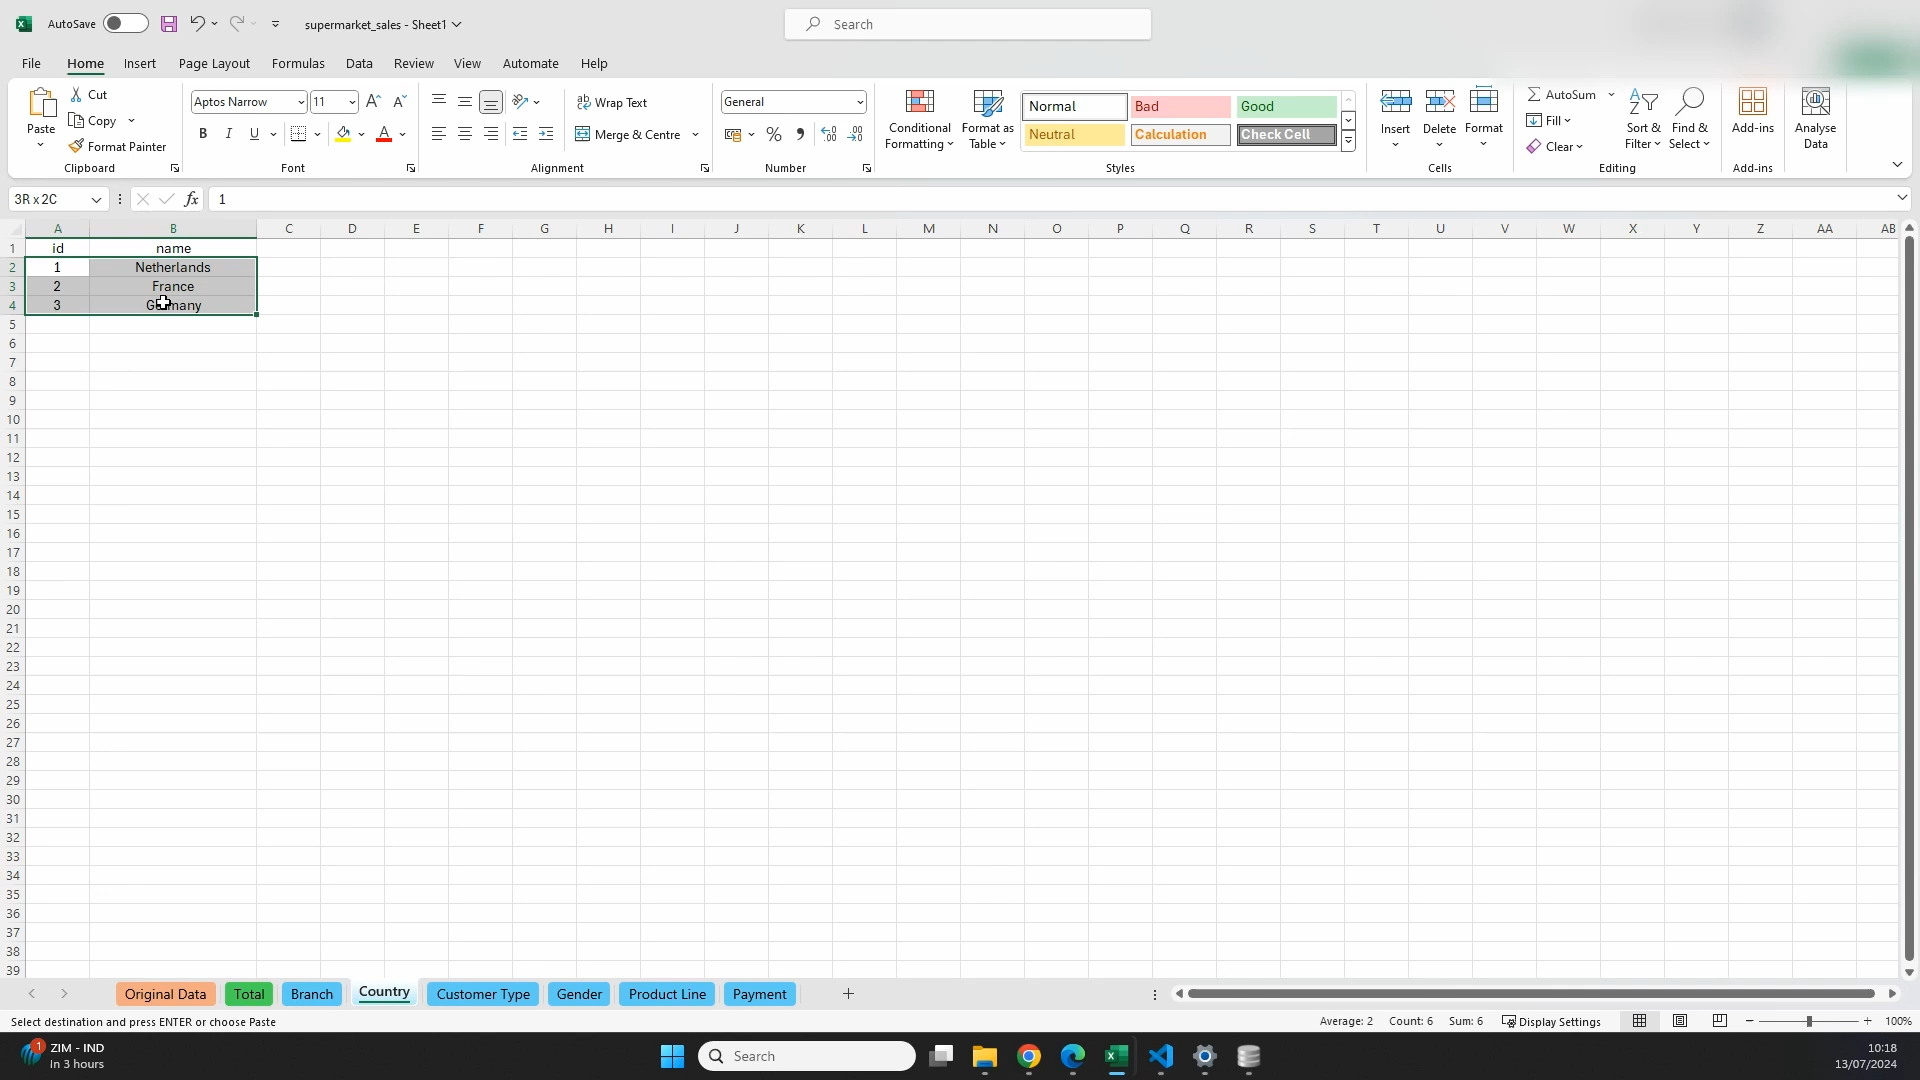 AutoSave
supermarket_sales - Sheet1
Search
File Home Insert Page Layout Formulas Data Review View Automate Help
Paste
Cut
Copy
Format Painter
Clipboard
Aptos Narrow 11
B I U
Font
Wrap Text
Merge & Centre
Alignment
General
Number
Conditional Formatting
Format as Table
Normal Bad Good
Neutral Calculation Check Cell
Styles
Insert Delete Format
Cells
AutoSum
Fill
Clear
Sort & Filter
Find & Select
Editing
Add-ins
Add-ins
Analyse Data
3R x 2C fx 1
A B C D E F G H I J K L M N O P Q R S T U V W X Y Z AA AB
1 id name
2 1 Netherlands
3 2 France
4 3 Germany
5
6
7
8
9
10
11
12
13
14
15
16
17
18
19
20
21
22
23
24
25
26
27
28
29
30
31
32
33
34
35
36
37
38
39
Original Data Total Branch Country Customer Type Gender Product Line Payment
Select destination and press ENTER or choose Paste Average: 2 Count: 6 Sum: 6 Display Settings 100%
1 ZIM - IND
In 3 hours
Search
10:18
13/07/2024